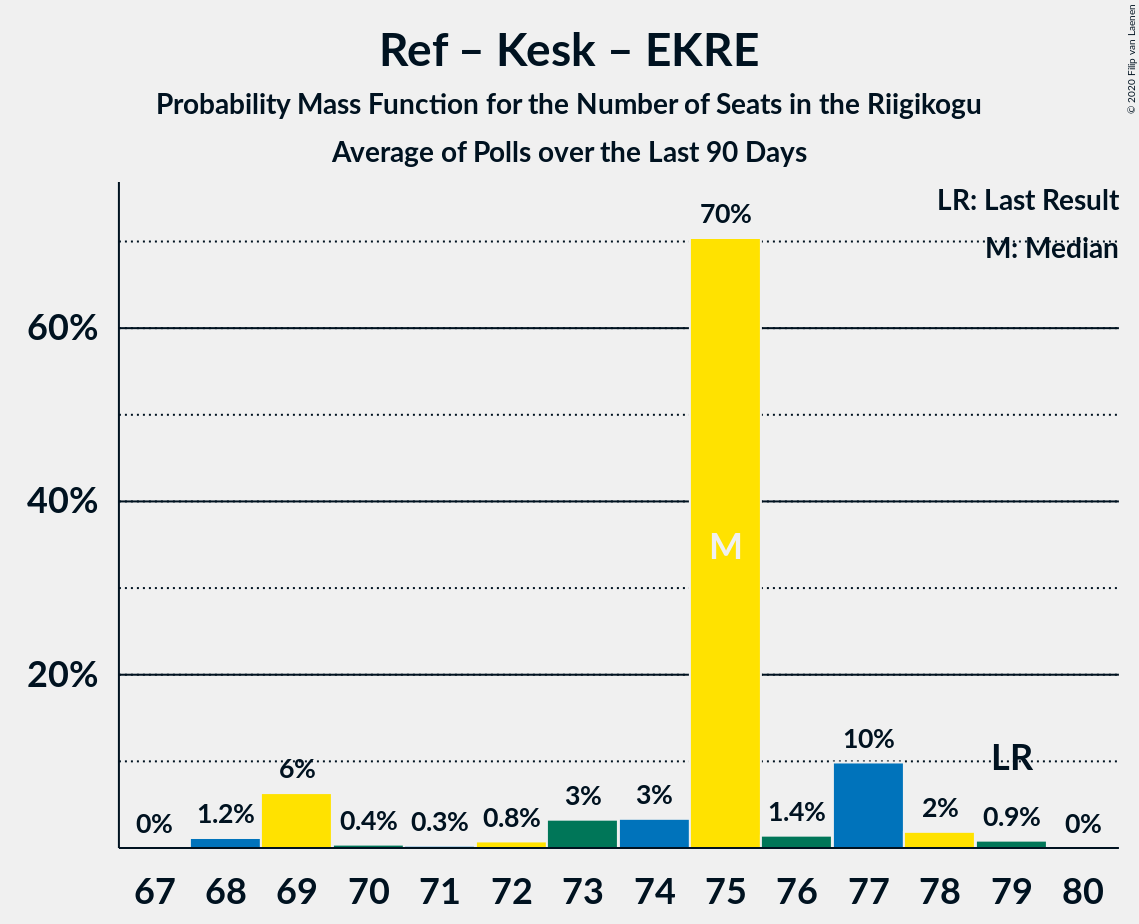 Ref – Kesk – EKRE
Probability Mass Function for the Number of Seats in the Riigikogu
Average of Polls over the Last 90 Days
© 2020 Filip van Laenen
LR: Last Result
M: Median
60%
40%
20%
0%
1.2%
6%
0.4%
0.3%
0.8%
3%
3%
70%
M
1.4%
10%
2%
LR
0.9%
0%
67 68 69 70 71 72 73 74 75 76 77 78 79 80